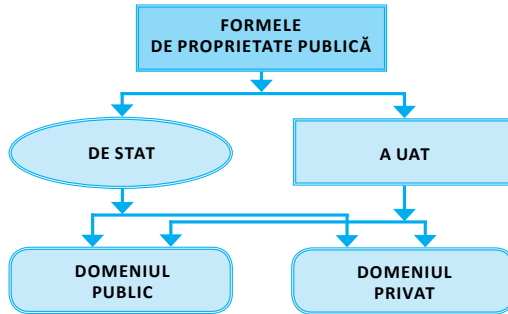 FORMELE
DE PROPRIETATE PUBLICĂ
DE STAT
A UAT
DOMENIUL
PUBLIC
DOMENIUL
PRIVAT